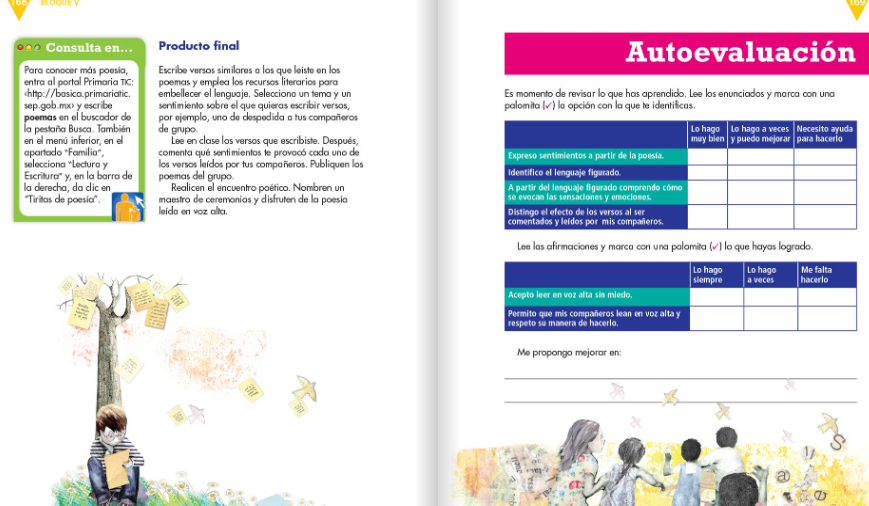 168 BLOQUE V
Consulta en...
Para conocer más poesía,
entra al portal Primaria TIC:
<http://basica.primariatic.
sep.gob.mx> y escribe
poemas en el buscador de
la pestaña Busca. También
en el menú inferior, en el
apartado "Familia",
selecciona "Lectura y
Escritura" y, en la barra de
la derecha, da clic en
"Tiritas de poesía".
Producto final
Escribe versos similares a los que leiste en los
poemas y emplea los recursos literarios para
embellecer el lenguaje. Selecciona un tema y un
sentimiento sobre el que quieras escribir versos,
por ejemplo, uno de despedida a tus compañeros
de grupo.
Lee en clase los versos que escribiste. Después,
comenta qué sentimientos te provocó cada uno de
los versos leídos por tus compañeros. Publiquen los
poemas del grupo.
Realicen el encuentro poético. Nombren un
maestro de ceremonias y disfruten de la poesía
leída en voz alta.
169
Autoevaluación
Es momento de revisar lo que has aprendido. Lee los enunciados y marca con una
palomita (✓) la opción con la que te identificas.
Lo hago muy bien
Lo hago a veces y puedo mejorar
Necesito ayuda para hacerlo
Expreso sentimientos a partir de la poesía.
Identifico el lenguaje figurado.
A partir del lenguaje figurado comprendo cómo
se evocan las sensaciones y emociones.
Distingo el efecto de los versos al ser
comentados y leídos por mis compañeros.
Lee las afirmaciones y marca con una palomita (✓) lo que hayas logrado.
Lo hago siempre
Lo hago a veces
Me falta hacerlo
Acepto leer en voz alta sin miedo.
Permito que mis compañeros lean en voz alta y
respeto su manera de hacerlo.
Me propongo mejorar en: